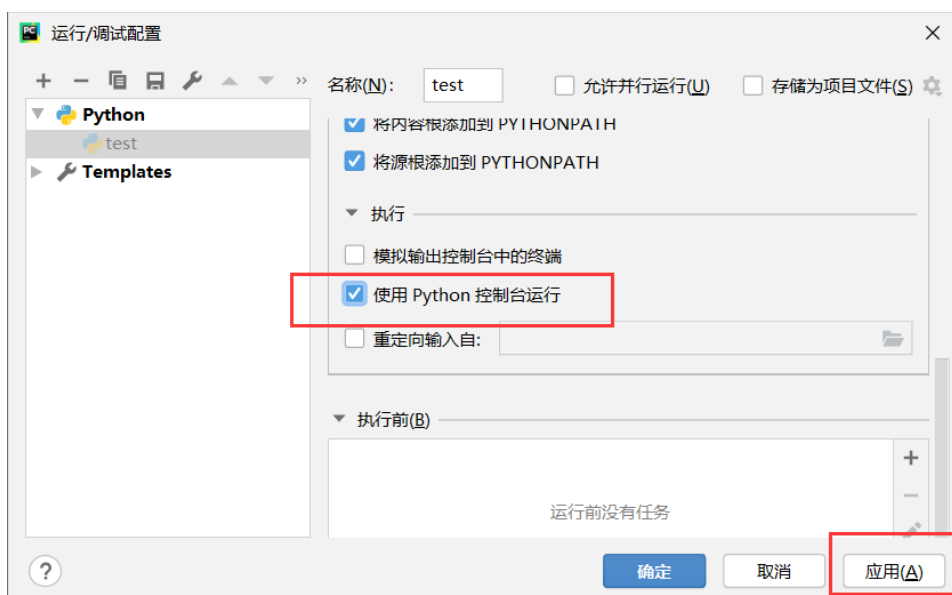 PC
运行/调试配置
名称(N):
test
允许并行运行(U)
存储为项目文件(S)
Python
test
Templates
将内容根添加到 PYTHONPATH
将源根添加到 PYTHONPATH
执行
模拟输出控制台中的终端
使用 Python 控制台运行
重定向输入自:
执行前(B)
运行前没有任务
?
确定
取消
应用(A)